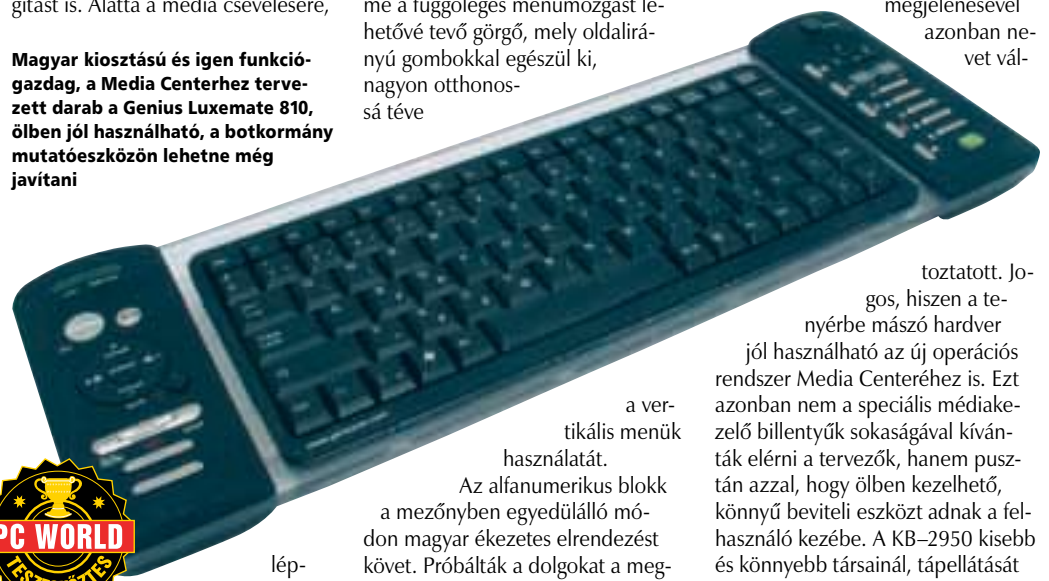 gítást is. Alatta a média csevelésére,
Magyar kiosztású és igen funkció-
gazdag, a Media Centerhez terve-
zett darab a Genius Luxemate 810,
ölben jól használható, a botkormány
mutatóeszközön lehetne még
javítani
lép-
me a függőleges menümozgást le-
hetővé tevő görgő, mely oldalirá-
nyú gombokkal egészül ki,
nagyon otthonos-
sá téve
a ver-
tikális menük
használatát.
Az alfanumerikus blokk
a mezőnyben egyedülálló mó-
don magyar ékezetes elrendezést
követ. Próbálták a dolgokat a meg-
megjelenésével
azonban ne-
vet vál-
toztatott. Jo-
gos, hiszen a te-
nyérbe mászó hardver
jól használható az új operációs
rendszer Media Centeréhez is. Ezt
azonban nem a speciális médiake-
zelő billentyűk sokaságával kíván-
ták elérni a tervezők, hanem pusz-
tán azzal, hogy ölben kezelhető,
könnyű beviteli eszközt adnak a fel-
használó kezébe. A KB–2950 kisebb
és könnyebb társainál, tápellátását
PC WORLD